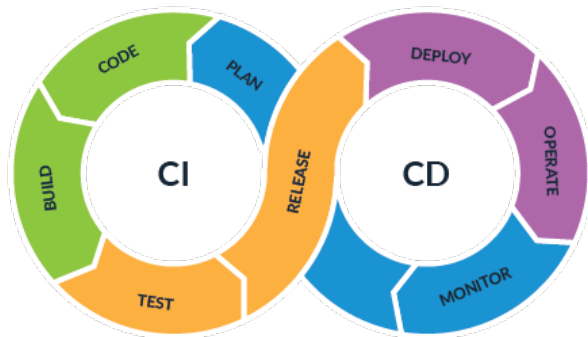 PLAN
CODE
BUILD
TEST
RELEASE
DEPLOY
OPERATE
MONITOR
CI
CD